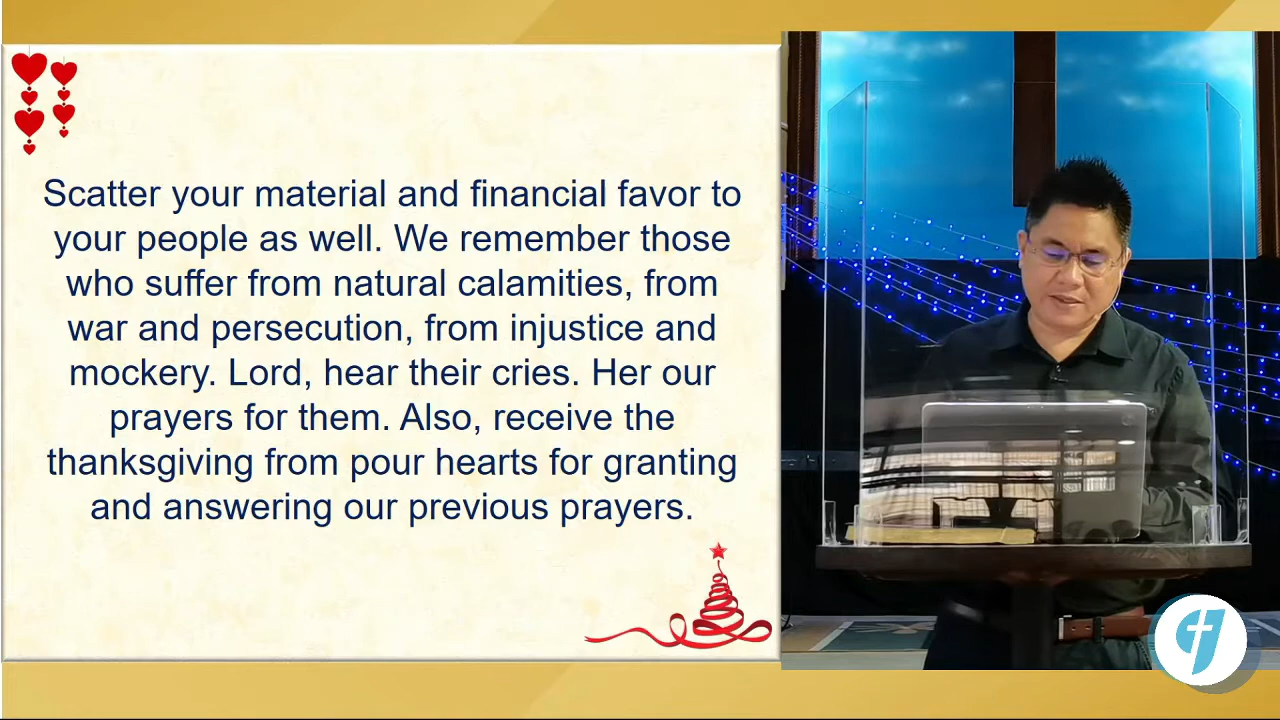 Scatter your material and financial favor to
your people as well. We remember those
who suffer from natural calamities, from
war and persecution, from injustice and
mockery. Lord, hear their cries. Her our
prayers for them. Also, receive the
thanksgiving from pour hearts for granting
and answering our previous prayers.